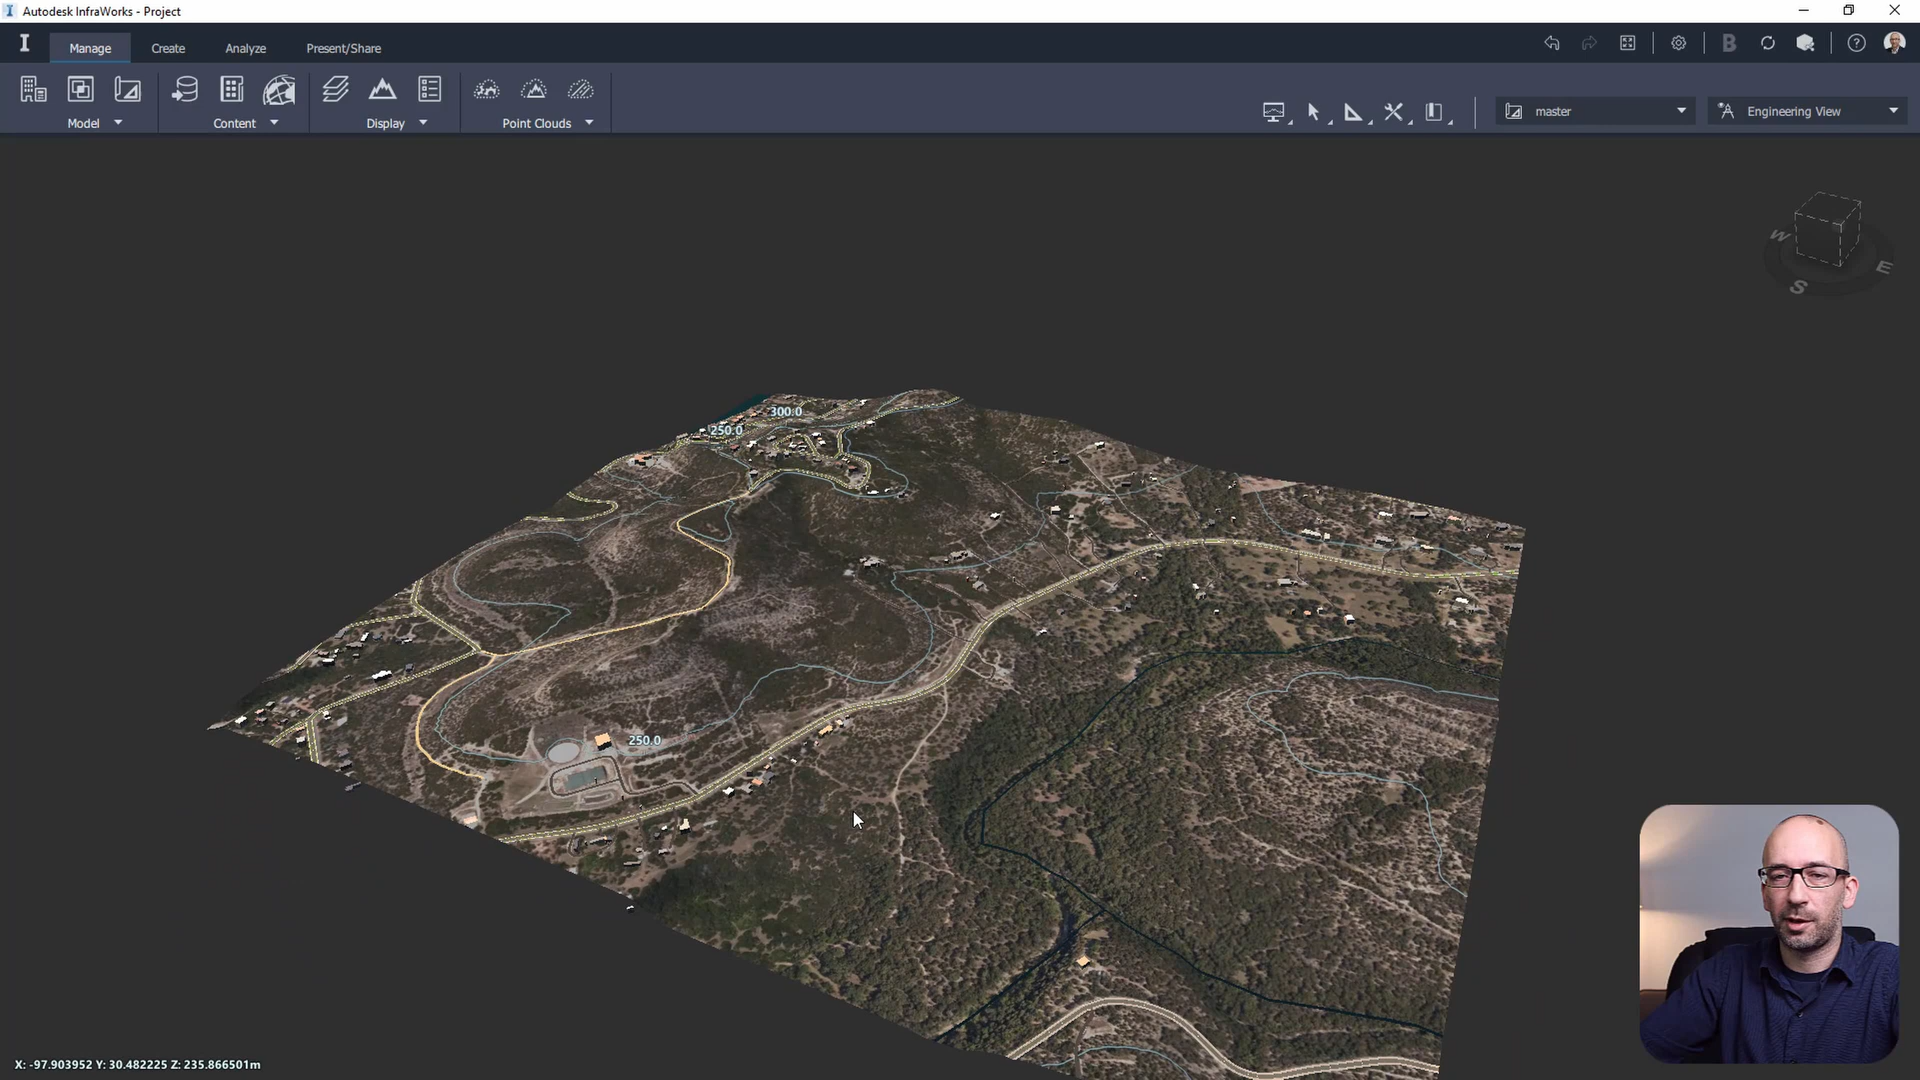 Autodesk InfraWorks - Project
I Manage Create Analyze Present/Share
Model Content Display Point Clouds
master Engineering View
W E S
300.0
250.0
250.0
X: -97.903952 Y: 30.482225 Z: 235.866501m